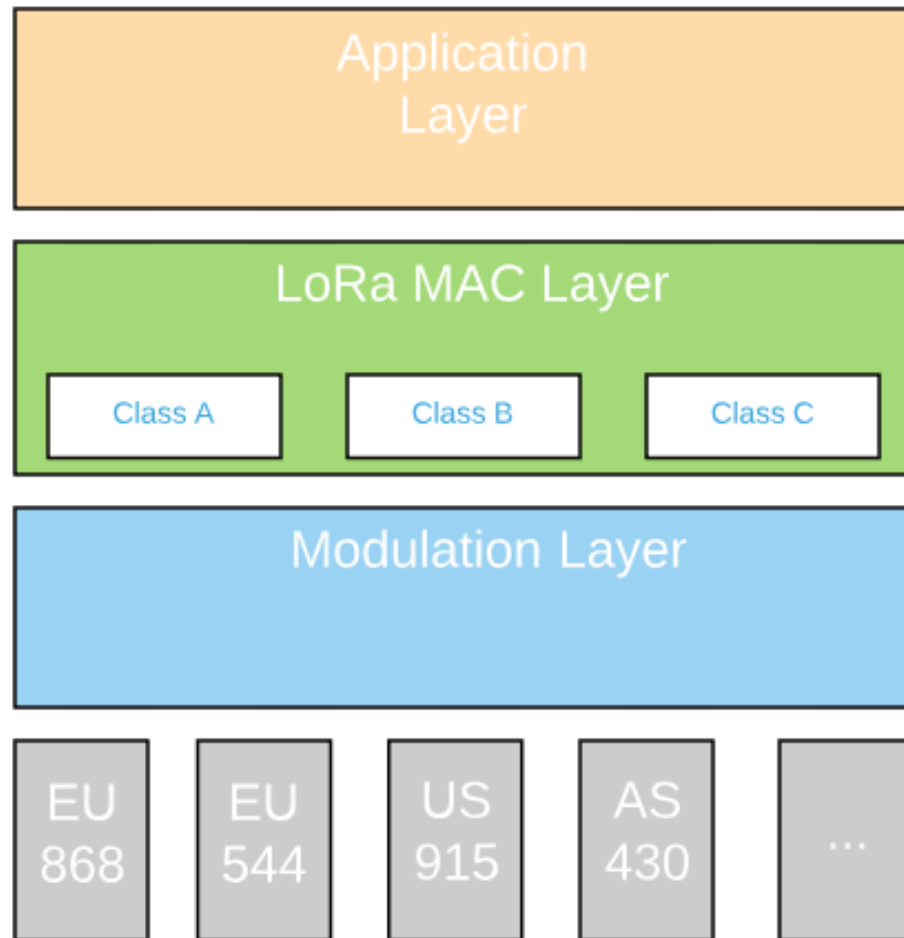 Application
Layer
LoRa MAC Layer
Class A
Class B
Class C
Modulation Layer
EU
868
EU
544
US
915
AS
430
...